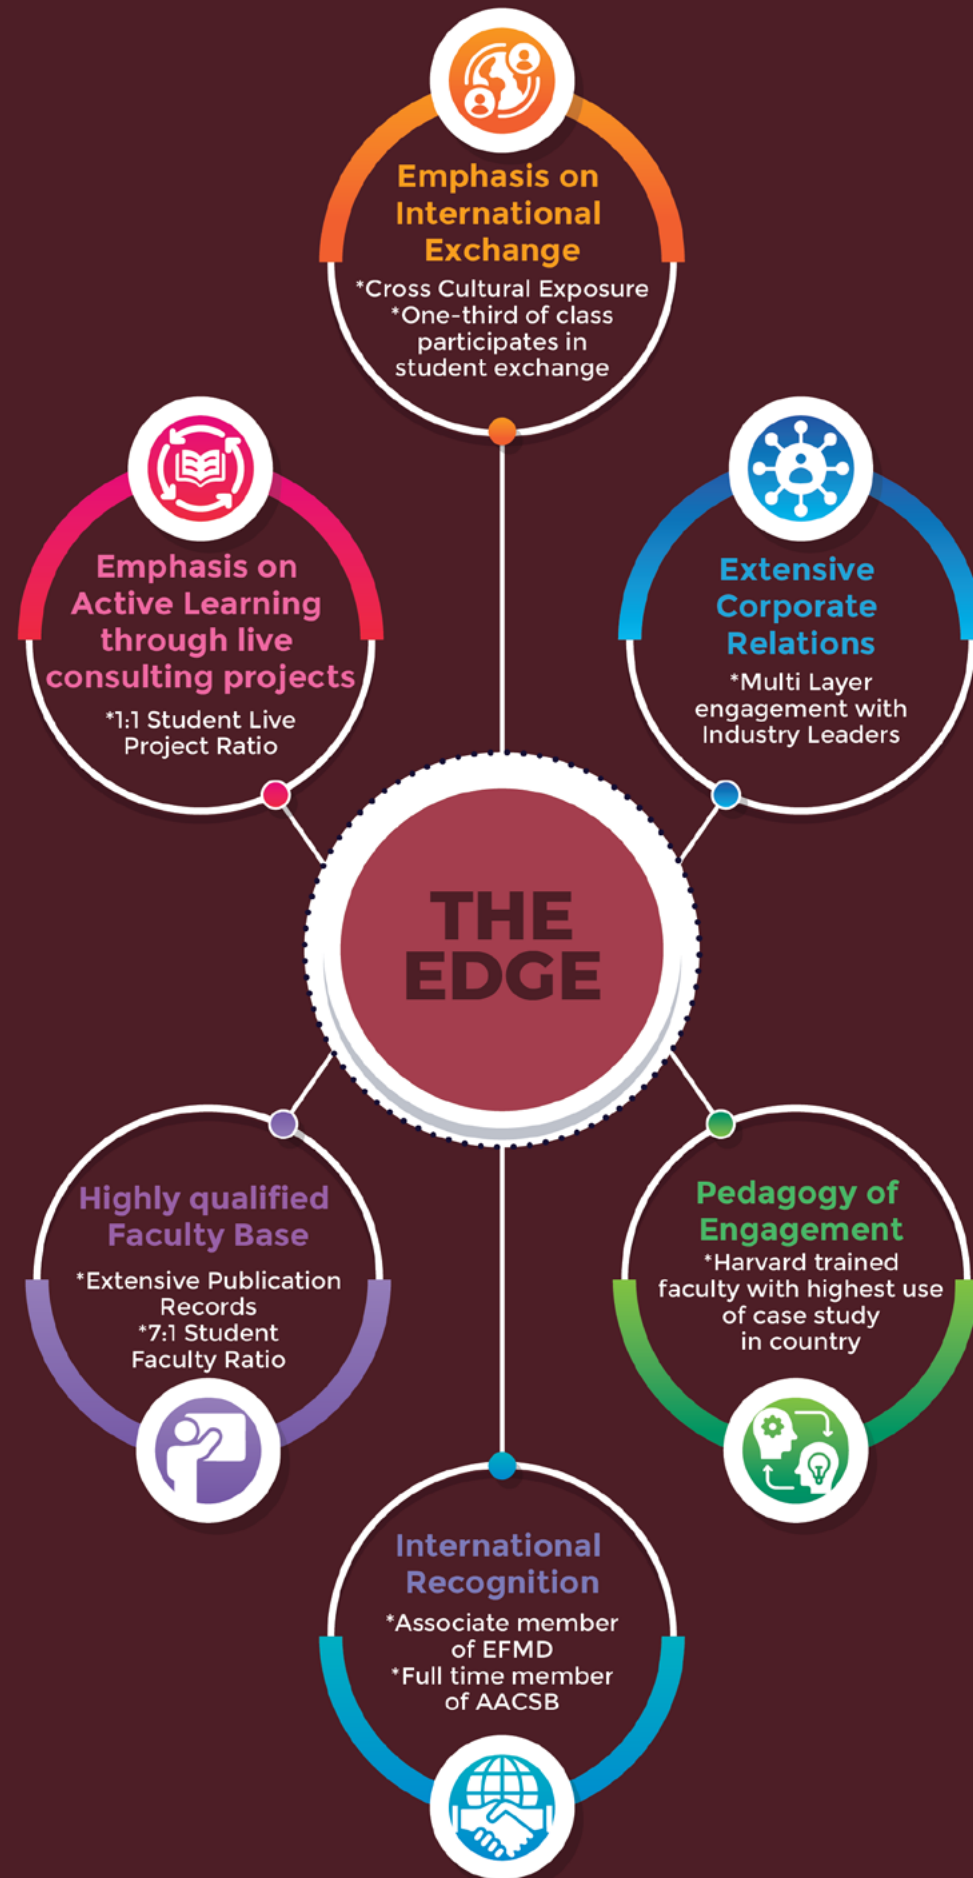 Emphasis on
International
Exchange
*Cross Cultural Exposure
*One-third of class
participates in
student exchange
Emphasis on
Active Learning
through live
consulting projects
*1:1 Student Live
Project Ratio
Extensive
Corporate
Relations
*Multi Layer
engagement with
Industry Leaders
THE
EDGE
Highly qualified
Faculty Base
*Extensive Publication
Records
*7:1 Student
Faculty Ratio
Pedagogy of
Engagement
*Harvard trained
faculty with highest use
of case study
in country
International
Recognition
*Associate member
of EFMD
*Full time member
of AACSB